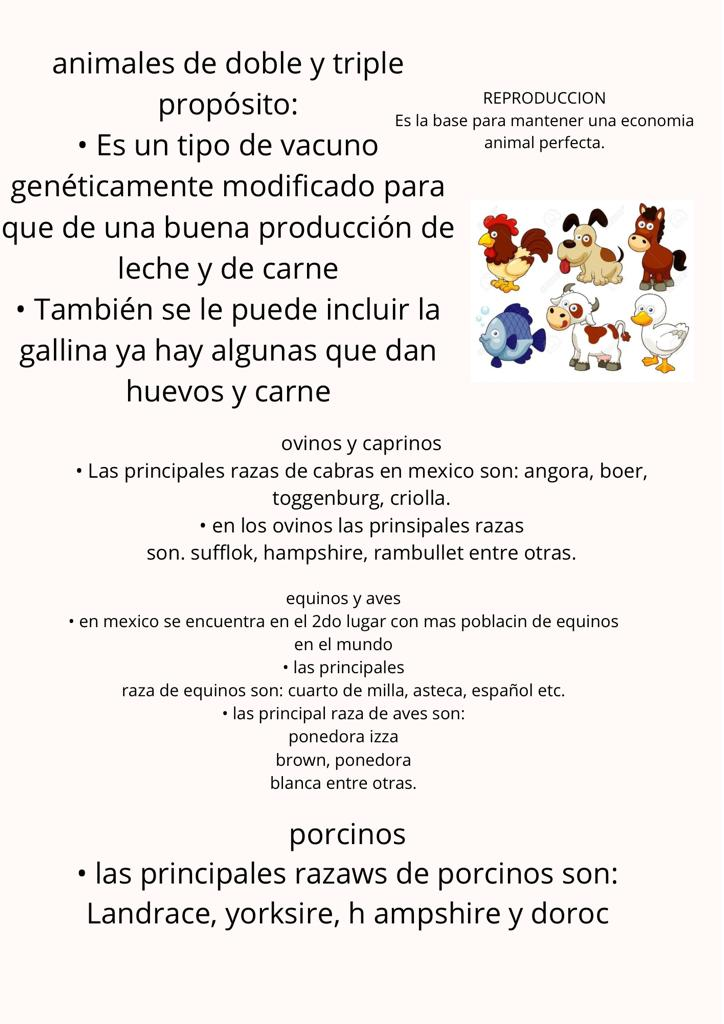 animales de doble y triple
propósito:
• Es un tipo de vacuno
genéticamente modificado para
que de una buena producción de
leche y de carne
• También se le puede incluir la
gallina ya hay algunas que dan
huevos y carne
REPRODUCCION
Es la base para mantener una economia
animal perfecta.
ovinos y caprinos
• Las principales razas de cabras en mexico son: angora, boer,
toggenburg, criolla.
• en los ovinos las prinsipales razas
son. sufflok, hampshire, rambullet entre otras.
equinos y aves
• en mexico se encuentra en el 2do lugar con mas poblacin de equinos
en el mundo
• las principales
raza de equinos son: cuarto de milla, asteca, español etc.
• las principal raza de aves son:
ponedora izza
brown, ponedora
blanca entre otras.
porcinos
• las principales razaws de porcinos son:
Landrace, yorksire, h ampshire y doroc